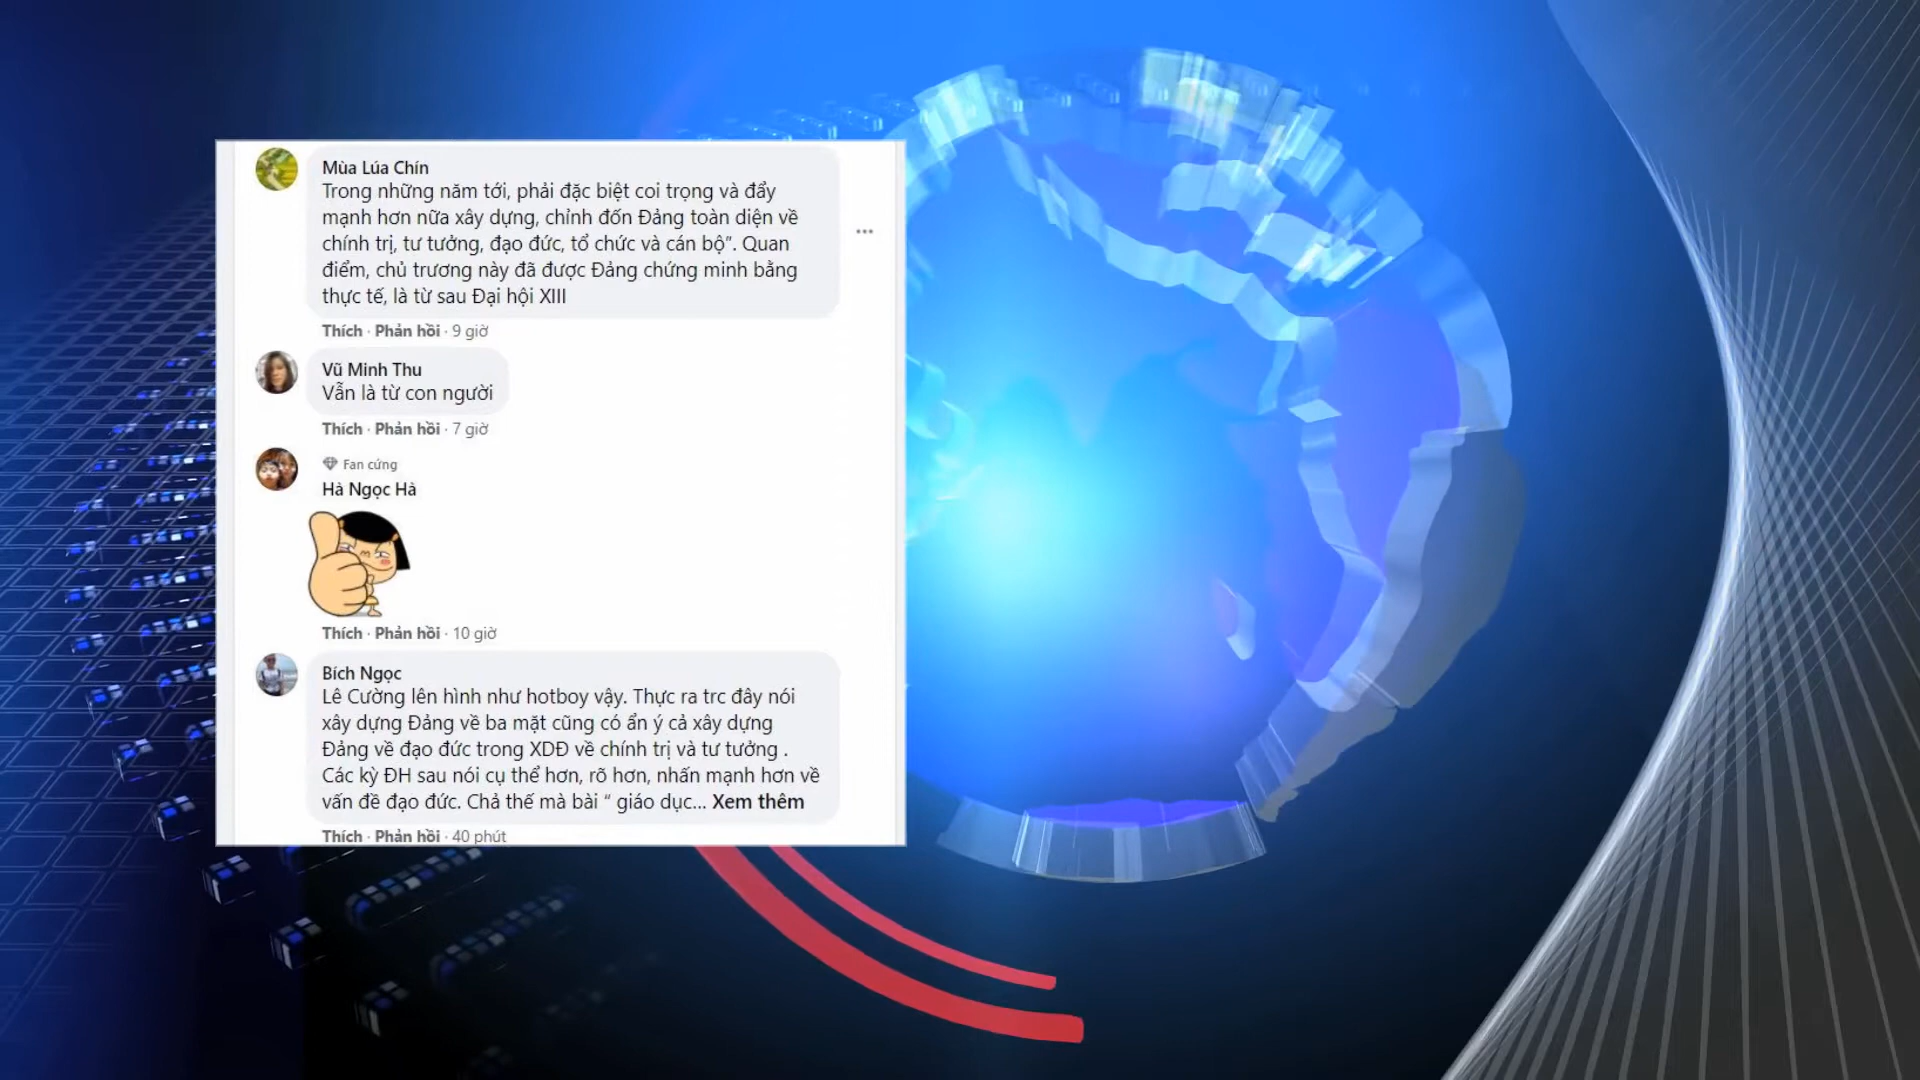 Mùa Lúa Chín
Trong những năm tới, phải đặc biệt coi trọng và đẩy
mạnh hơn nữa xây dựng, chỉnh đốn Đảng toàn diện về
chính trị, tư tưởng, đạo đức, tổ chức và cán bộ”. Quan
điểm, chủ trương này đã được Đảng chứng minh bằng
thực tế, là từ sau Đại hội XIII
Thích · Phản hồi · 9 giờ
Vũ Minh Thu
Vẫn là từ con người
Thích · Phản hồi · 7 giờ
Fan cứng
Hà Ngọc Hà
Thích · Phản hồi · 10 giờ
Bích Ngọc
Lê Cường lên hình như hotboy vậy. Thực ra trc đây nói
xây dựng Đảng về ba mặt cũng có ẩn ý cả xây dựng
Đảng về đạo đức trong XDĐ về chính trị và tư tưởng .
Các kỳ ĐH sau nói cụ thể hơn, rõ hơn, nhấn mạnh hơn về
vấn đề đạo đức. Chả thế mà bài “ giáo dục... Xem thêm
Thích · Phản hồi · 40 phút